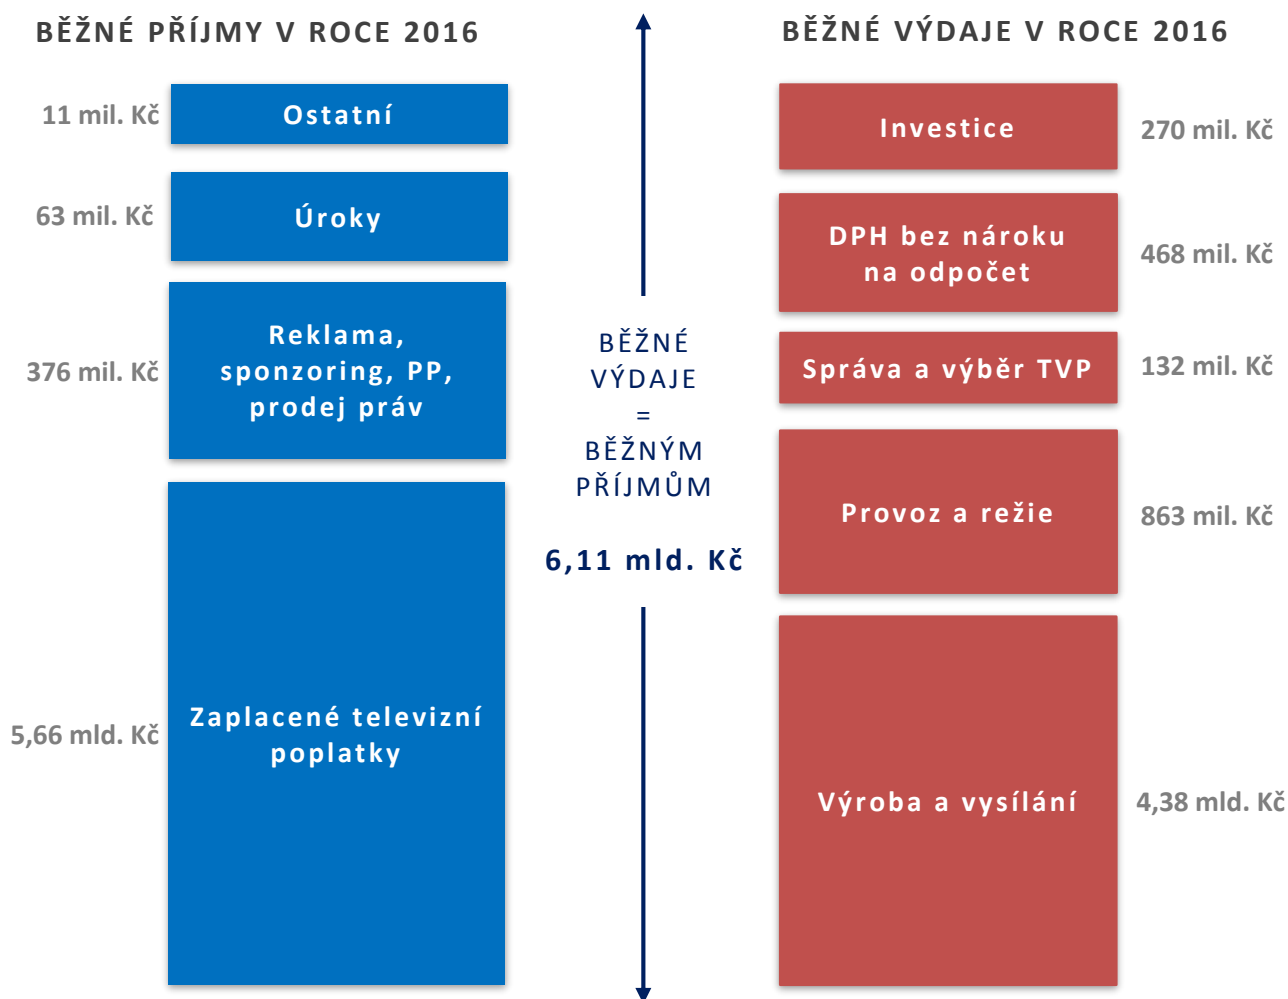 BĚŽNÉ PŘÍJMY V ROCE 2016
11 mil. Kč
Ostatní
63 mil. Kč
Úroky
376 mil. Kč
Reklama,
sponzoring, PP,
prodej práv
5,66 mld. Kč
Zaplacené televizní
poplatky
BĚŽNÉ
VÝDAJE
=
BĚŽNÝM
PŘÍJMŮM
6,11 mld. Kč
BĚŽNÉ VÝDAJE V ROCE 2016
Investice
270 mil. Kč
DPH bez nároku
na odpočet
468 mil. Kč
Správa a výběr TVP
132 mil. Kč
Provoz a režie
863 mil. Kč
Výroba a vysílání
4,38 mld. Kč